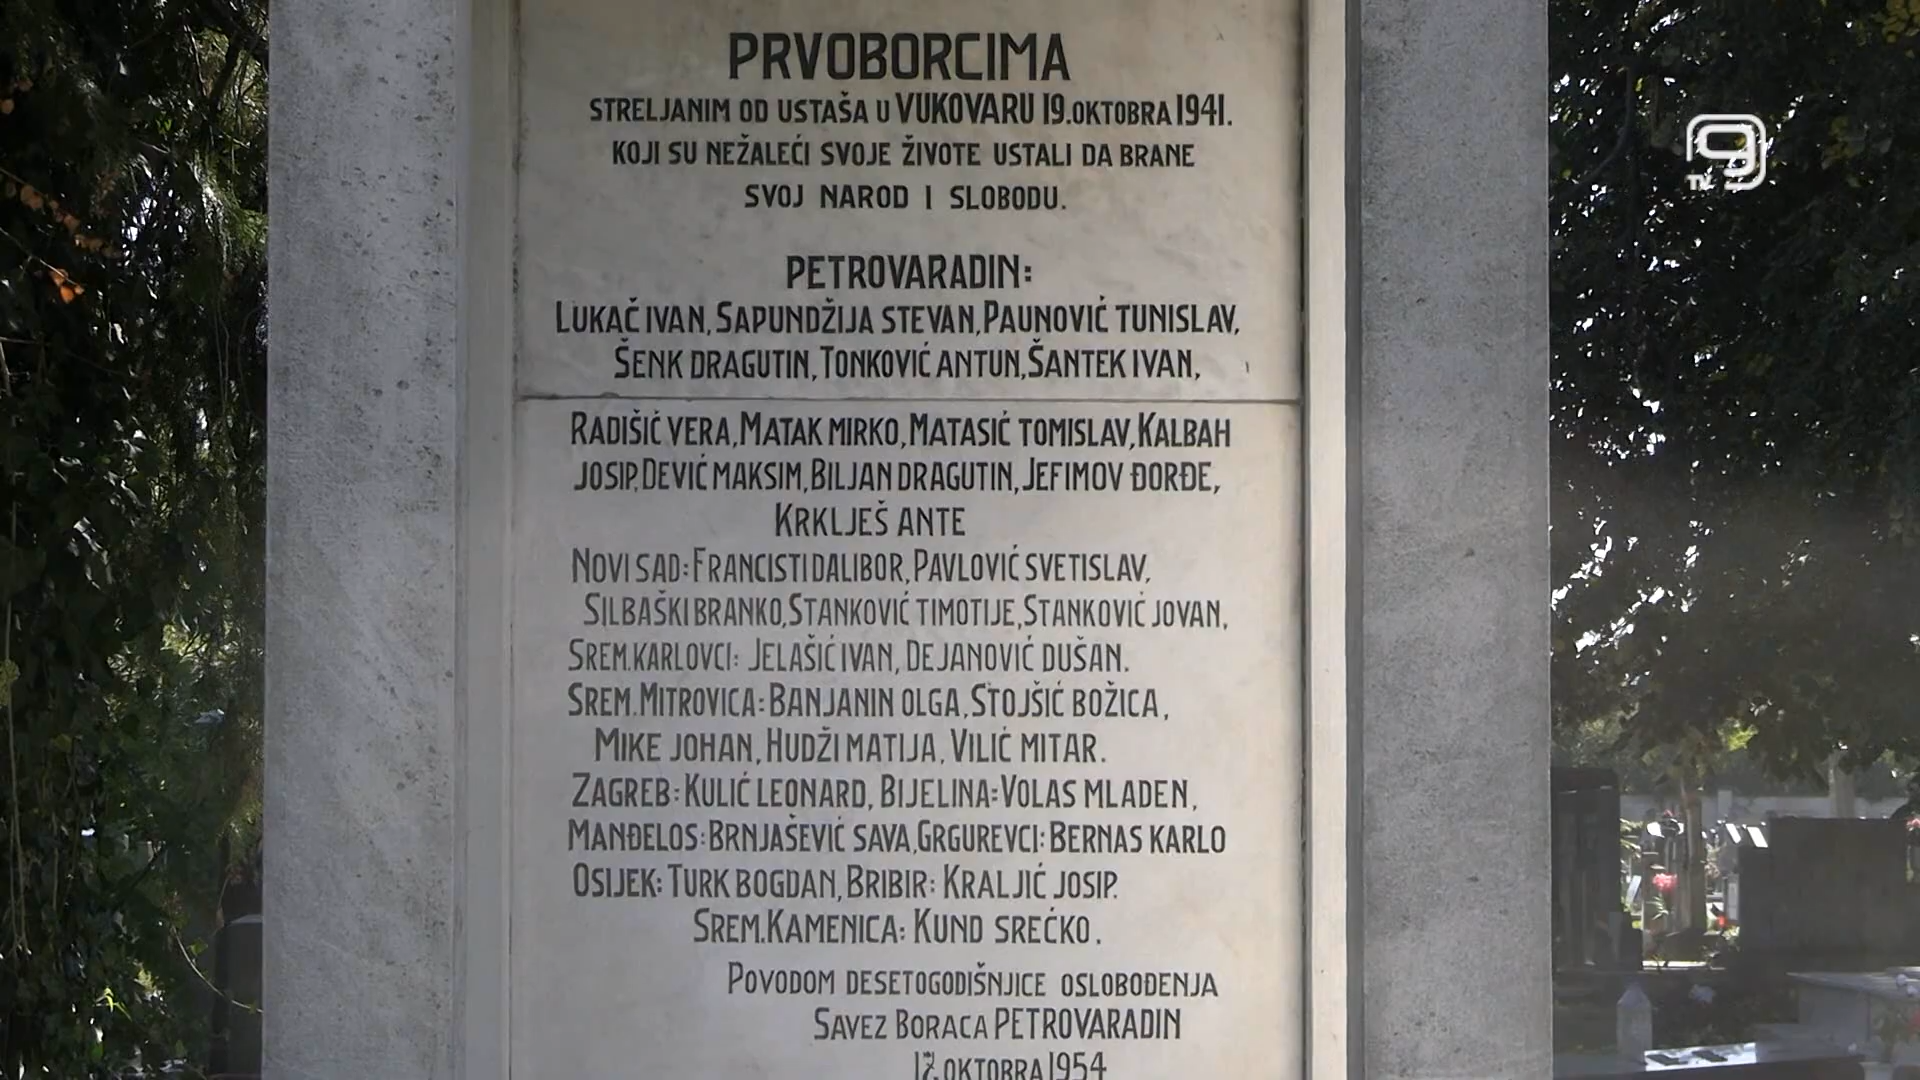 PRVOBORCIMA
STRELJANIM OD USTAŠA U VUKOVARU 19. OKTOBRA 1941.
KOJI SU NEŽALEĆI SVOJE ŽIVOTE USTALI DA BRANE
SVOJ NAROD I SLOBODU.
PETROVARADIN:
LUKAČ IVAN, SAPUNDŽIJA STEVAN, PAUNOVIĆ TUNISLAV,
ŠENK DRAGUTIN, TONKOVIĆ ANTUN, ŠANTEK IVAN,
RADIŠIĆ VERA, MATAK MIRKO, MATASIĆ TOMISLAV, KALBAH
JOSIP, DEVIĆ MAKSIM, BILJAN DRAGUTIN, JEFIMOV ĐORĐE,
KRKLJEŠ ANTE
NOVI SAD: FRANCISTI DALIBOR, PAVLOVIĆ SVETISLAV,
SILBAŠKI BRANKO, STANKOVIĆ TIMOTIJE, STANKOVIĆ JOVAN,
SREM. KARLOVCI: JELAŠIĆ IVAN, DEJANOVIĆ DUŠAN.
SREM. MITROVICA: BANJANIN OLGA, STOJŠIĆ BOŽICA,
MIKE JOHAN, HUDŽI MATIJA, VILIĆ MITAR.
ZAGREB: KULIĆ LEONARD, BIJELINA: VOLAS MLADEN,
MANĐELOS: BRNJAŠEVIĆ SAVA, GRGUREVCI: BERNAS KARLO
OSIJEK: TURK BOGDAN, BRIBIR: KRALJIĆ JOSIP.
SREM. KAMENICA: KUND SREĆKO.
POVODOM DESETOGODIŠNJICE OSLOBOĐENJA
SAVEZ BORACA PETROVARADIN
OKTOBRA 1954
TV 9